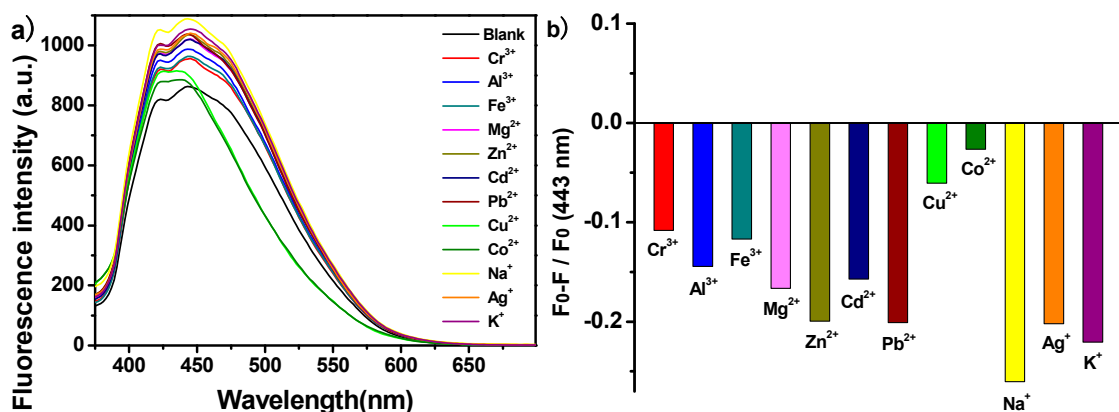 a)
Fluorescence intensity (a.u.)
1000
800
600
400
200
0
400
450
500
550
600
650
Wavelength(nm)
Blank
Cr³⁺
Al³⁺
Fe³⁺
Mg²⁺
Zn²⁺
Cd²⁺
Pb²⁺
Cu²⁺
Co²⁺
Na⁺
Ag⁺
K⁺
b)
F₀-F / F₀ (443 nm)
0.1
0.0
-0.1
-0.2
Cr³⁺
Al³⁺
Fe³⁺
Mg²⁺
Zn²⁺
Cd²⁺
Pb²⁺
Cu²⁺
Co²⁺
Na⁺
Ag⁺
K⁺